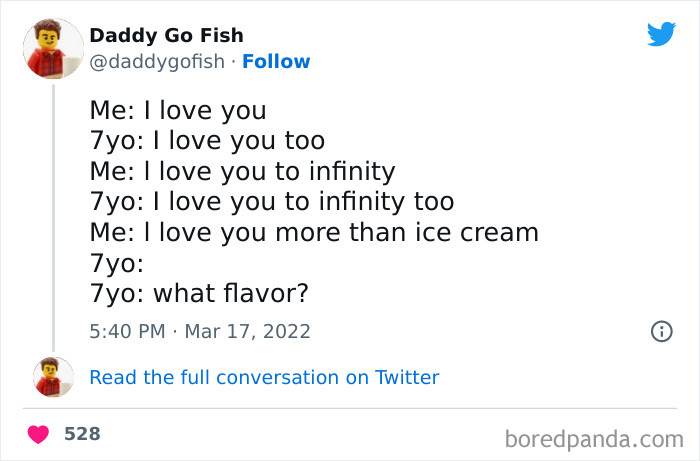 Daddy Go Fish
@daddygofish · Follow
Me: I love you
7yo: I love you too
Me: I love you to infinity
7yo: I love you to infinity too
Me: I love you more than ice cream
7yo:
7yo: what flavor?
5:40 PM · Mar 17, 2022
Read the full conversation on Twitter
528
boredpanda.com